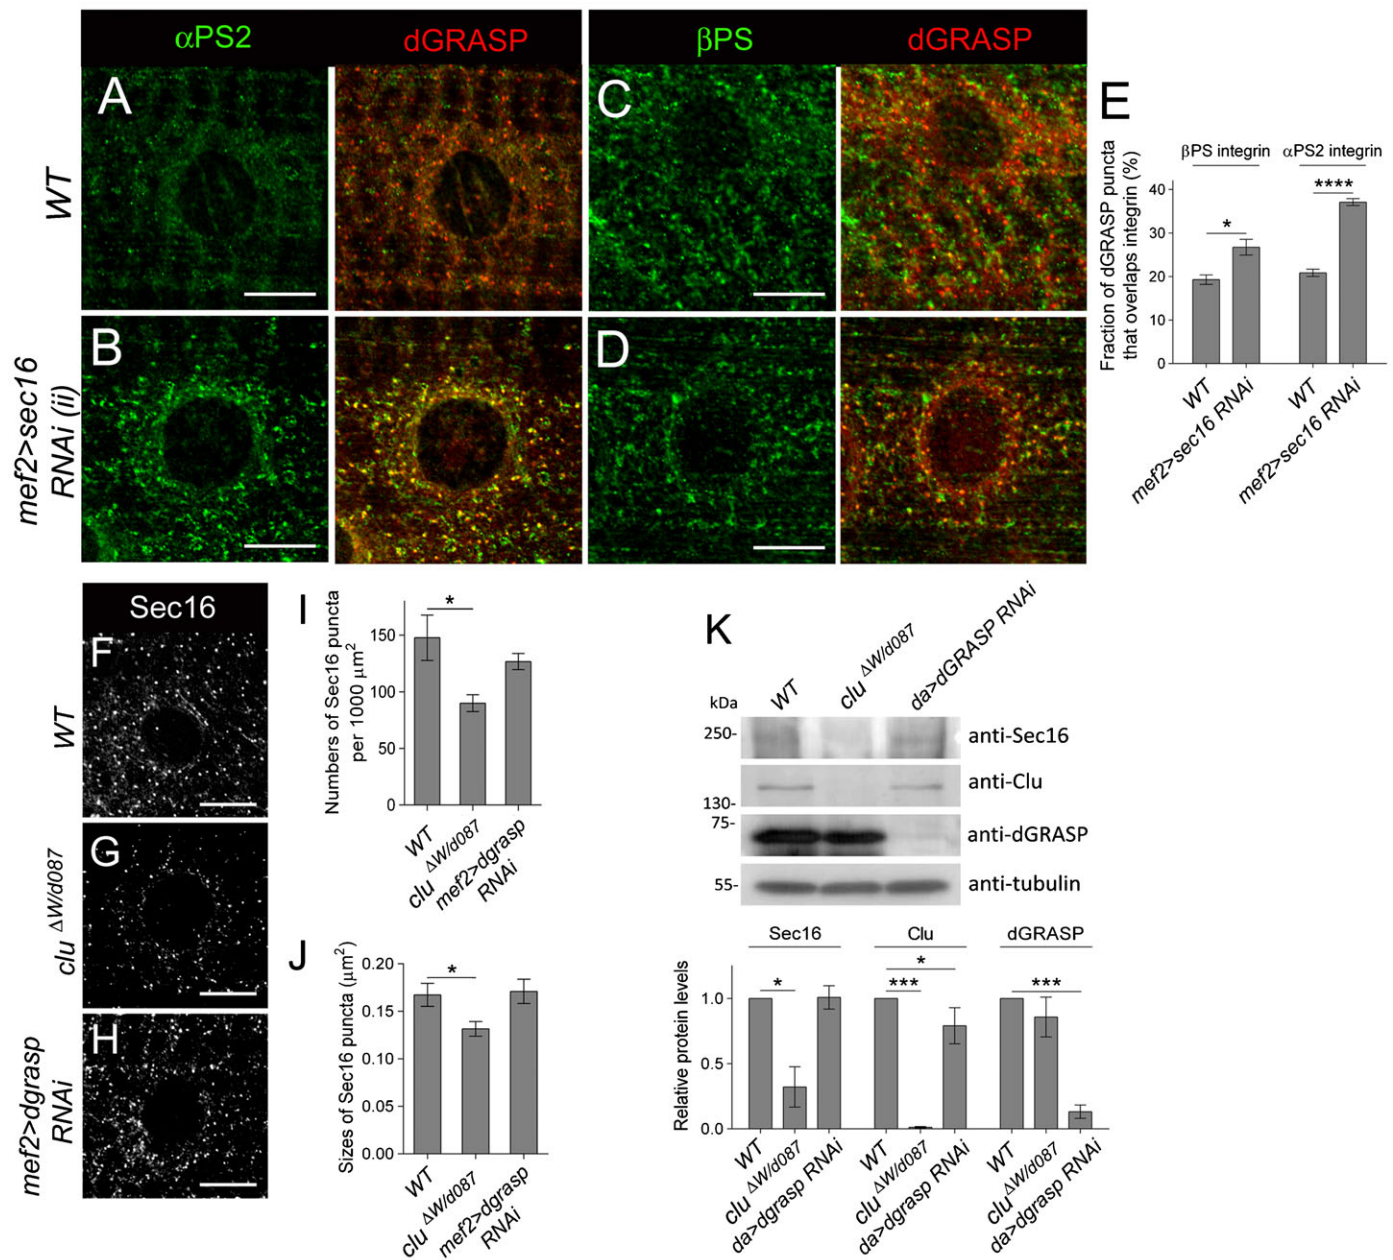 αPS2
dGRASP
βPS
dGRASP
WT
A
C
mef2>sec16
RNAi (ii)
B
D
E
Fraction of dGRASP puncta
that overlaps integrin (%)
βPS integrin
αPS2 integrin
40
30
20
10
0
*
****
WT
mef2>sec16 RNAi
WT
mef2>sec16 RNAi
Sec16
WT
F
clu ΔW/d087
G
mef2>dgrasp
RNAi
H
I
Numbers of Sec16 puncta
per 1000 μm²
150
100
50
0
*
WT
clu ΔW/d087
mef2>dgrasp
RNAi
J
Sizes of Sec16 puncta (μm²)
0.20
0.15
0.10
0.05
0.00
*
WT
clu ΔW/d087
mef2>dgrasp
RNAi
K
kDa
WT
clu ΔW/d087
da>dGRASP RNAi
250-
anti-Sec16
anti-Clu
130-
75-
anti-dGRASP
55-
anti-tubulin
Sec16
Clu
dGRASP
Relative protein levels
1.0
0.5
0.0
*
***
*
***
WT
clu ΔW/d087
da>dgrasp RNAi
WT
clu ΔW/d087
da>dgrasp RNAi
WT
clu ΔW/d087
da>dgrasp RNAi